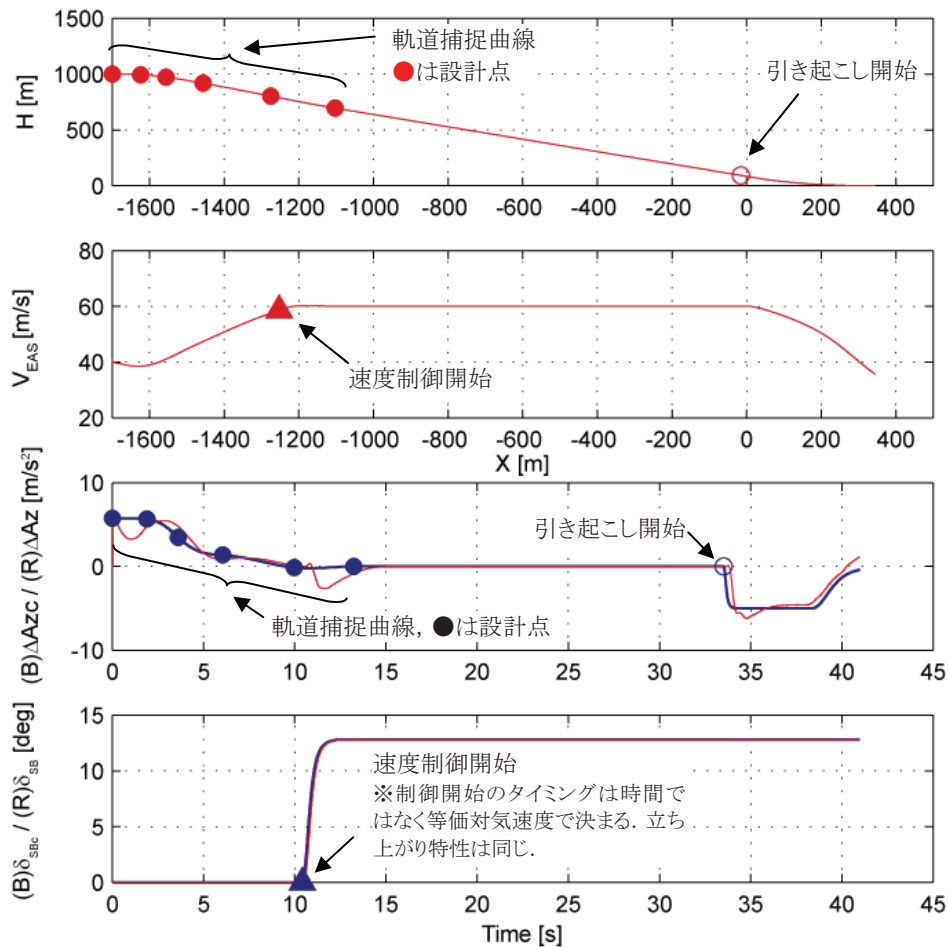 1500
1000
500
0
H [m]
軌道捕捉曲線
●は設計点
引き起こし開始
-1600 -1400 -1200 -1000 -800 -600 -400 -200 0 200 400
80
60
40
20
V_EAS [m/s]
速度制御開始
-1600 -1400 -1200 -1000 -800 -600 -400 -200 0 200 400
X [m]
10
0
-10
(B)ΔAzc / (R)ΔAz [m/s²]
引き起こし開始
軌道捕捉曲線, ●は設計点
0 5 10 15 20 25 30 35 40 45
15
10
5
0
(B)δ_SBc / (R)δ_SB [deg]
速度制御開始
※制御開始のタイミングは時間で
はなく等価対気速度で決まる. 立ち
上がり特性は同じ.
0 5 10 15 20 25 30 35 40 45
Time [s]